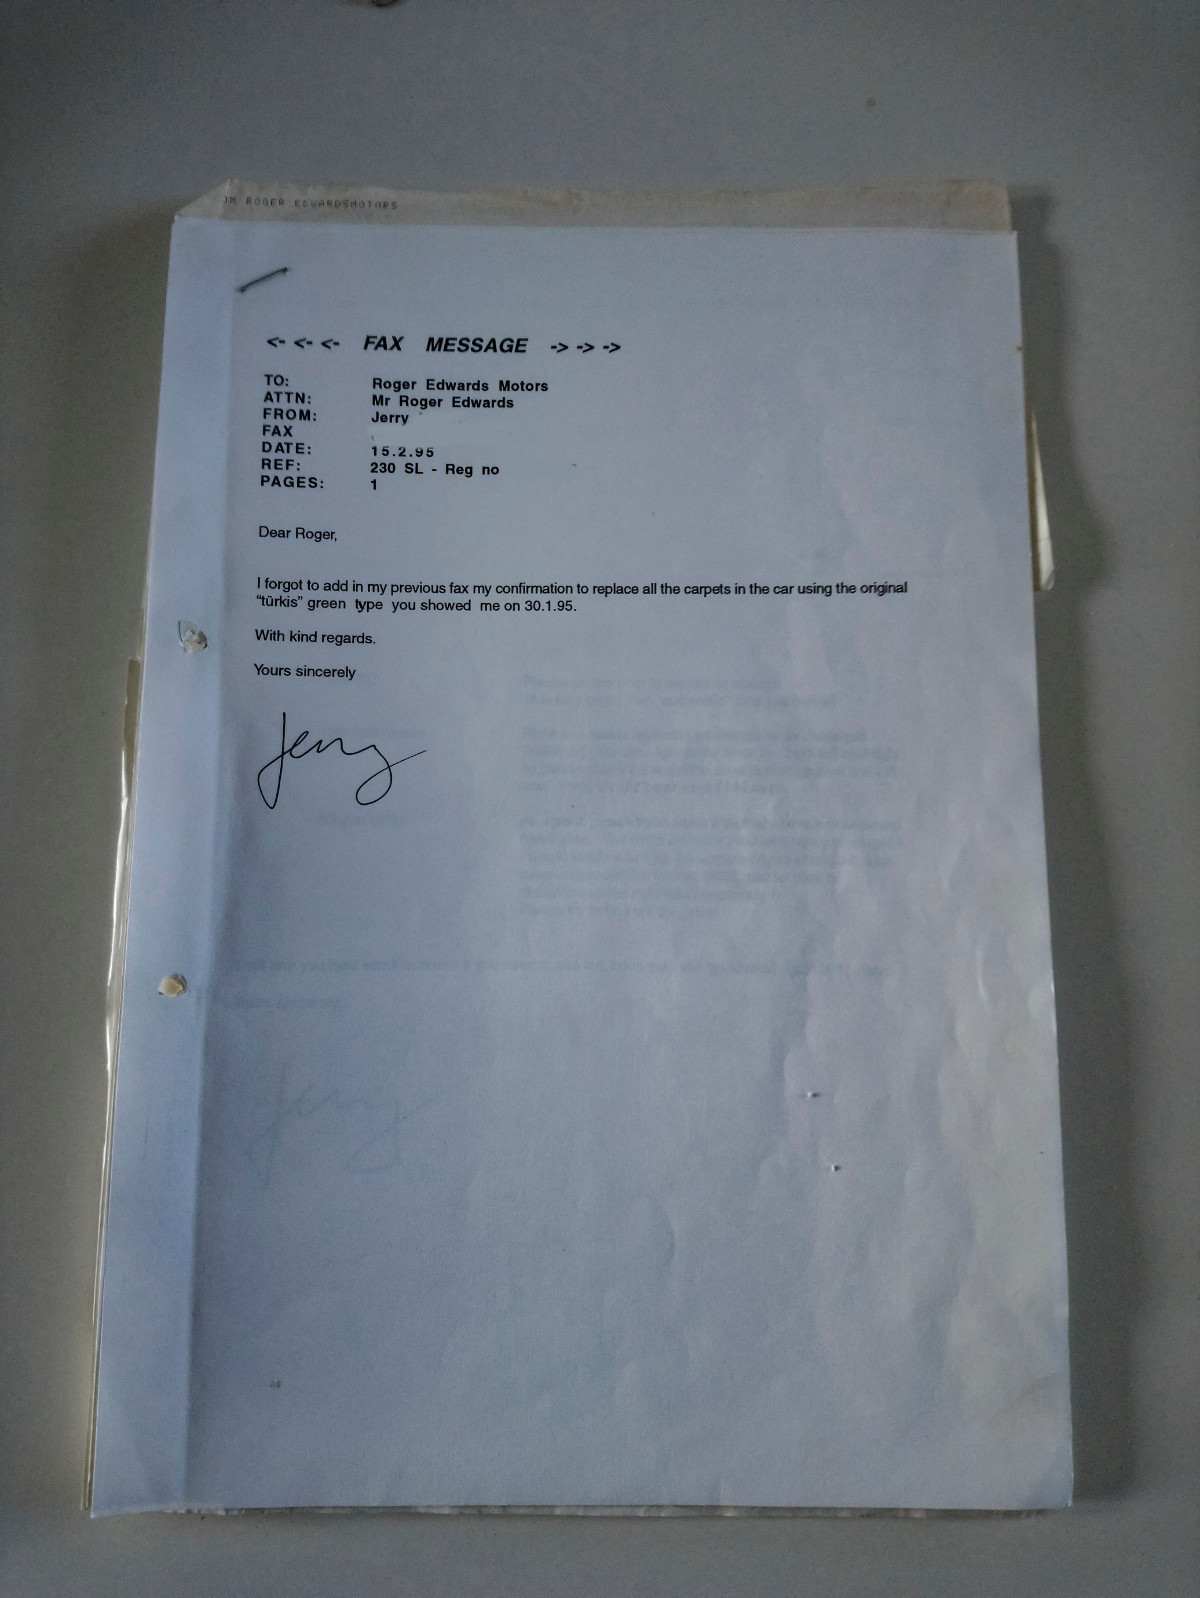 ROGER EDWARDSMOTORS
<- <- <- FAX MESSAGE -> -> ->
TO: Roger Edwards Motors
ATTN: Mr Roger Edwards
FROM: Jerry
FAX
DATE: 15.2.95
REF: 230 SL - Reg no
PAGES: 1
Dear Roger,
I forgot to add in my previous fax my confirmation to replace all the carpets in the car using the original
“türkis” green type you showed me on 30.1.95.
With kind regards.
Yours sincerely
Jerry